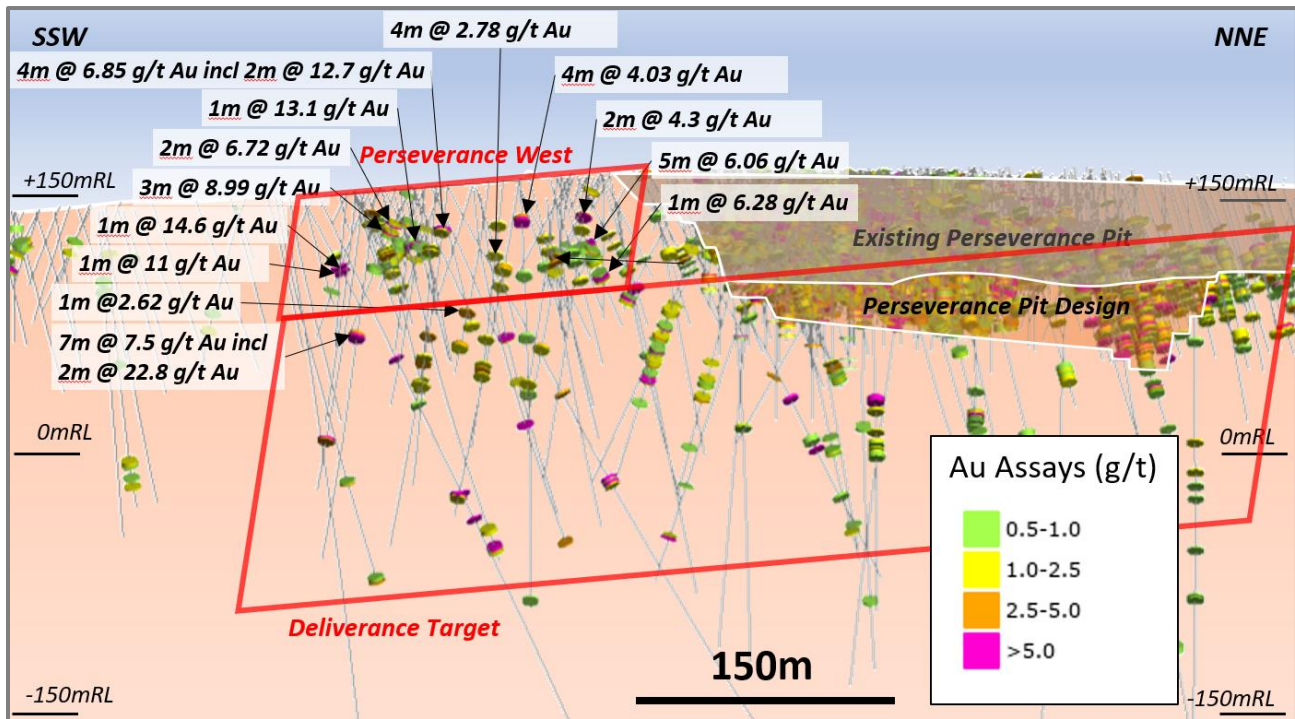 SSW
NNE
4m @ 2.78 g/t Au
4m @ 6.85 g/t Au incl 2m @ 12.7 g/t Au
4m @ 4.03 g/t Au
1m @ 13.1 g/t Au
2m @ 4.3 g/t Au
2m @ 6.72 g/t Au
Perseverance West
5m @ 6.06 g/t Au
+150mRL
3m @ 8.99 g/t Au
1m @ 6.28 g/t Au
+150mRL
1m @ 14.6 g/t Au
Existing Perseverance Pit
1m @ 11 g/t Au
1m @2.62 g/t Au
Perseverance Pit Design
7m @ 7.5 g/t Au incl
2m @ 22.8 g/t Au
0mRL
0mRL
Au Assays (g/t)
0.5-1.0
1.0-2.5
2.5-5.0
>5.0
Deliverance Target
150m
-150mRL
-150mRL